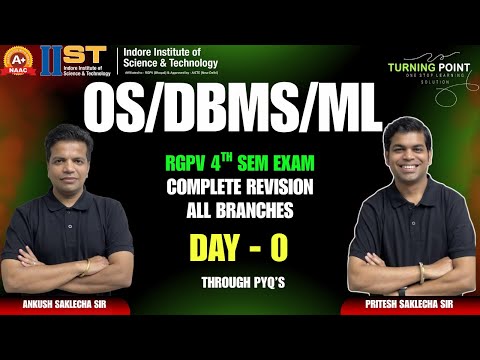 A+
NAAC
IIST
Indore Institute of
Science & Technology
Indore Institute of
Science & Technology
TURNING POINT
ONE STOP LEARNING
SOLUTION
OS/DBMS/ML
RGPV 4TH SEM EXAM
COMPLETE REVISION
ALL BRANCHES
DAY - 0
THROUGH PYQ'S
ANKUSH SAKLECHA SIR
PRITESH SAKLECHA SIR